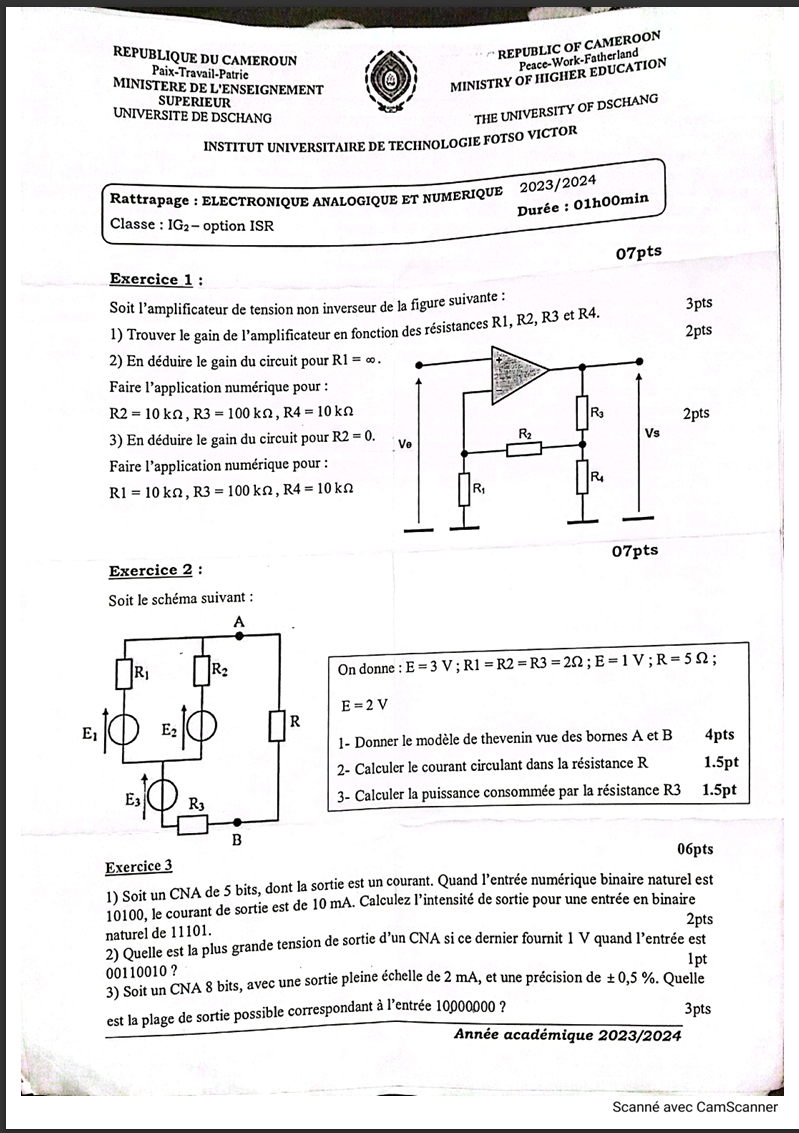 REPUBLIQUE DU CAMEROUN
Paix-Travail-Patrie
MINISTERE DE L'ENSEIGNEMENT
SUPERIEUR
UNIVERSITE DE DSCHANG
REPUBLIC OF CAMEROON
Peace-Work-Fatherland
MINISTRY OF HIGHER EDUCATION
THE UNIVERSITY OF DSCHANG
INSTITUT UNIVERSITAIRE DE TECHNOLOGIE FOTSO VICTOR
Rattrapage : ELECTRONIQUE ANALOGIQUE ET NUMERIQUE 2023/2024
Classe : IG2 – option ISR
Durée : 01h00min
07pts
Exercice 1 :
Soit l'amplificateur de tension non inverseur de la figure suivante :
1) Trouver le gain de l'amplificateur en fonction des résistances R1, R2, R3 et R4. 3pts
2) En déduire le gain du circuit pour R1 = ∞. 2pts
Faire l'application numérique pour :
R2 = 10 kΩ , R3 = 100 kΩ , R4 = 10 kΩ
3) En déduire le gain du circuit pour R2 = 0. 2pts
Faire l'application numérique pour :
R1 = 10 kΩ , R3 = 100 kΩ , R4 = 10 kΩ
+
-
Ve
R1
R2
R3
R4
Vs
07pts
Exercice 2 :
Soit le schéma suivant :
A
R1
R2
E1
E2
R
E3
R3
B
On donne : E = 3 V ; R1 = R2 = R3 = 2Ω ; E = 1 V ; R = 5 Ω ;
E = 2 V
1- Donner le modèle de thevenin vue des bornes A et B 4pts
2- Calculer le courant circulant dans la résistance R 1.5pt
3- Calculer la puissance consommée par la résistance R3 1.5pt
06pts
Exercice 3
1) Soit un CNA de 5 bits, dont la sortie est un courant. Quand l'entrée numérique binaire naturel est
10100, le courant de sortie est de 10 mA. Calculez l'intensité de sortie pour une entrée en binaire
naturel de 11101. 2pts
2) Quelle est la plus grande tension de sortie d'un CNA si ce dernier fournit 1 V quand l'entrée est
00110010 ? 1pt
3) Soit un CNA 8 bits, avec une sortie pleine échelle de 2 mA, et une précision de ± 0,5 %. Quelle
est la plage de sortie possible correspondant à l'entrée 10000000 ? 3pts
Année académique 2023/2024
Scanné avec CamScanner